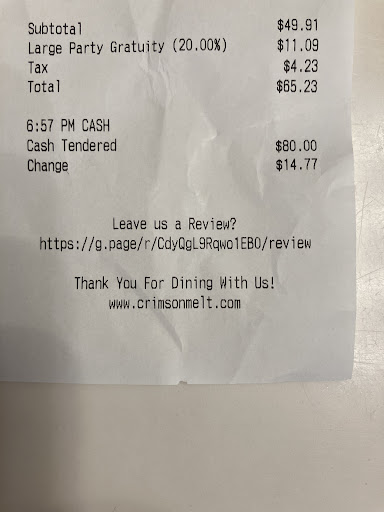 Subtotal $49.91
Large Party Gratuity (20.00%) $11.09
Tax $4.23
Total $65.23
6:57 PM CASH
Cash Tendered $80.00
Change $14.77
Leave us a Review?
https://g.page/r/CdyQgL9Rqwo1EB0/review
Thank You For Dining With Us!
www.crimsonmelt.com